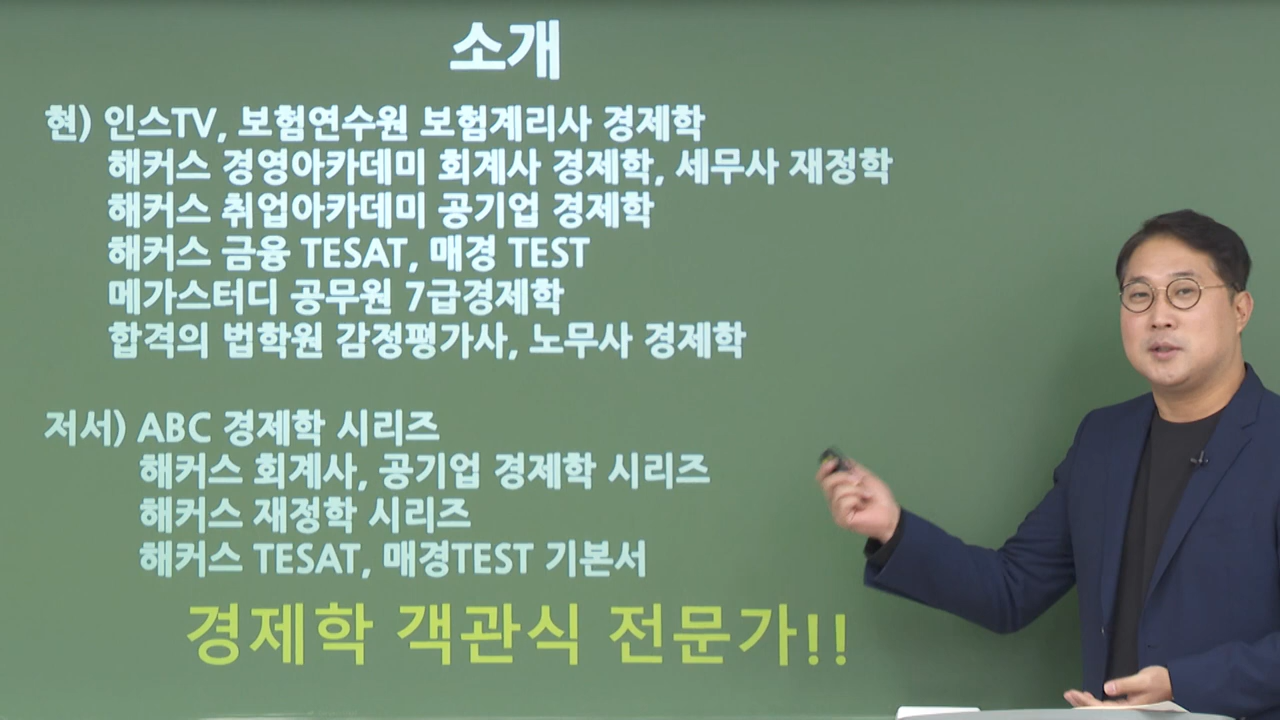 소개
현) 인스TV, 보험연수원 보험계리사 경제학
해커스 경영아카데미 회계사 경제학, 세무사 재정학
해커스 취업아카데미 공기업 경제학
해커스 금융 TESAT, 매경 TEST
메가스터디 공무원 7급경제학
합격의 법학원 감정평가사, 노무사 경제학
저서) ABC 경제학 시리즈
해커스 회계사, 공기업 경제학 시리즈
해커스 재정학 시리즈
해커스 TESAT, 매경TEST 기본서
경제학 객관식 전문가!!